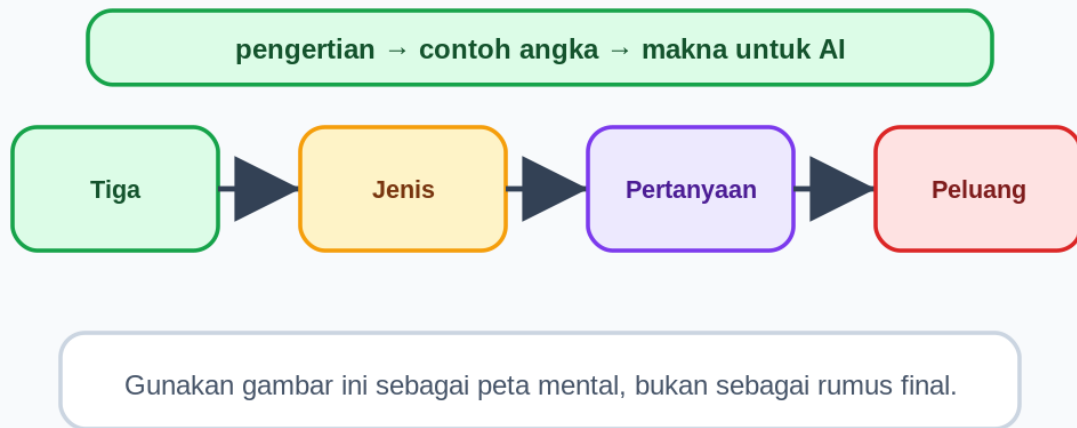 pengertian → contoh angka → makna untuk AI
Tiga
Jenis
Pertanyaan
Peluang
Gunakan gambar ini sebagai peta mental, bukan sebagai rumus final.